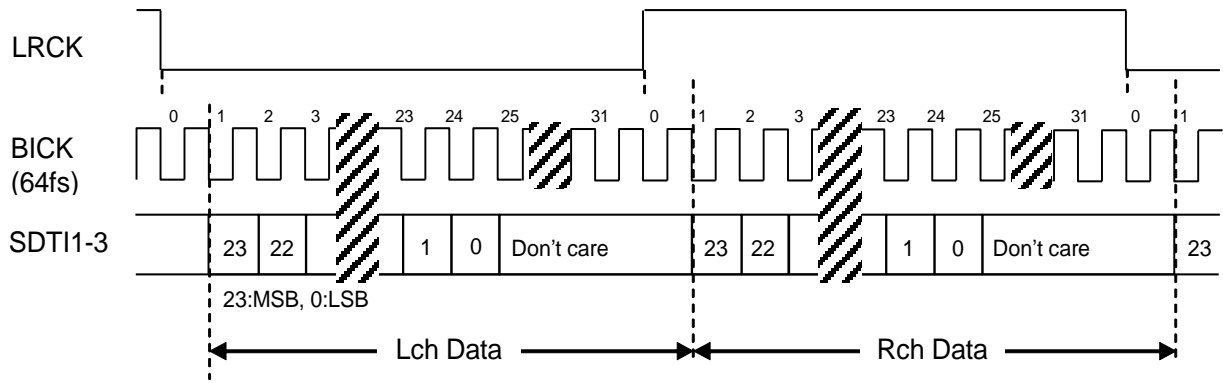 LRCK
0 1 2 3 23 24 25 31 0 1 2 3 23 24 25 31 0 1
BICK
(64fs)
SDTI1-3
23 22 1 0 Don't care 23 22 1 0 Don't care 23
23:MSB, 0:LSB
Lch Data Rch Data